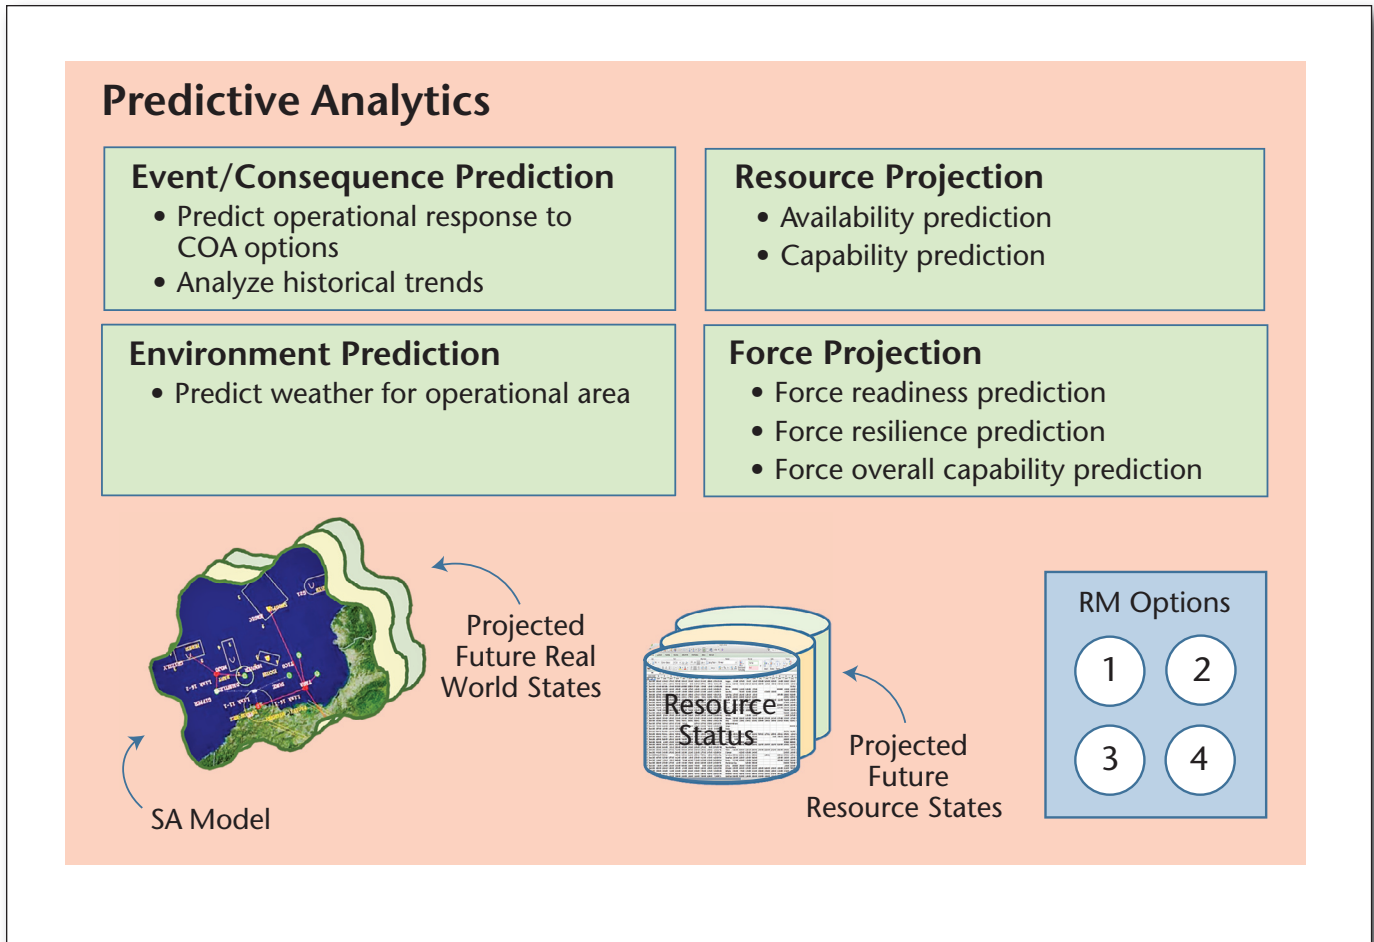 Predictive Analytics
Event/Consequence Prediction
• Predict operational response to
COA options
• Analyze historical trends
Resource Projection
• Availability prediction
• Capability prediction
Environment Prediction
• Predict weather for operational area
Force Projection
• Force readiness prediction
• Force resilience prediction
• Force overall capability prediction
Projected
Future Real
World States
SA Model
Resource
Status
Projected
Future
Resource States
RM Options
1 2
3 4